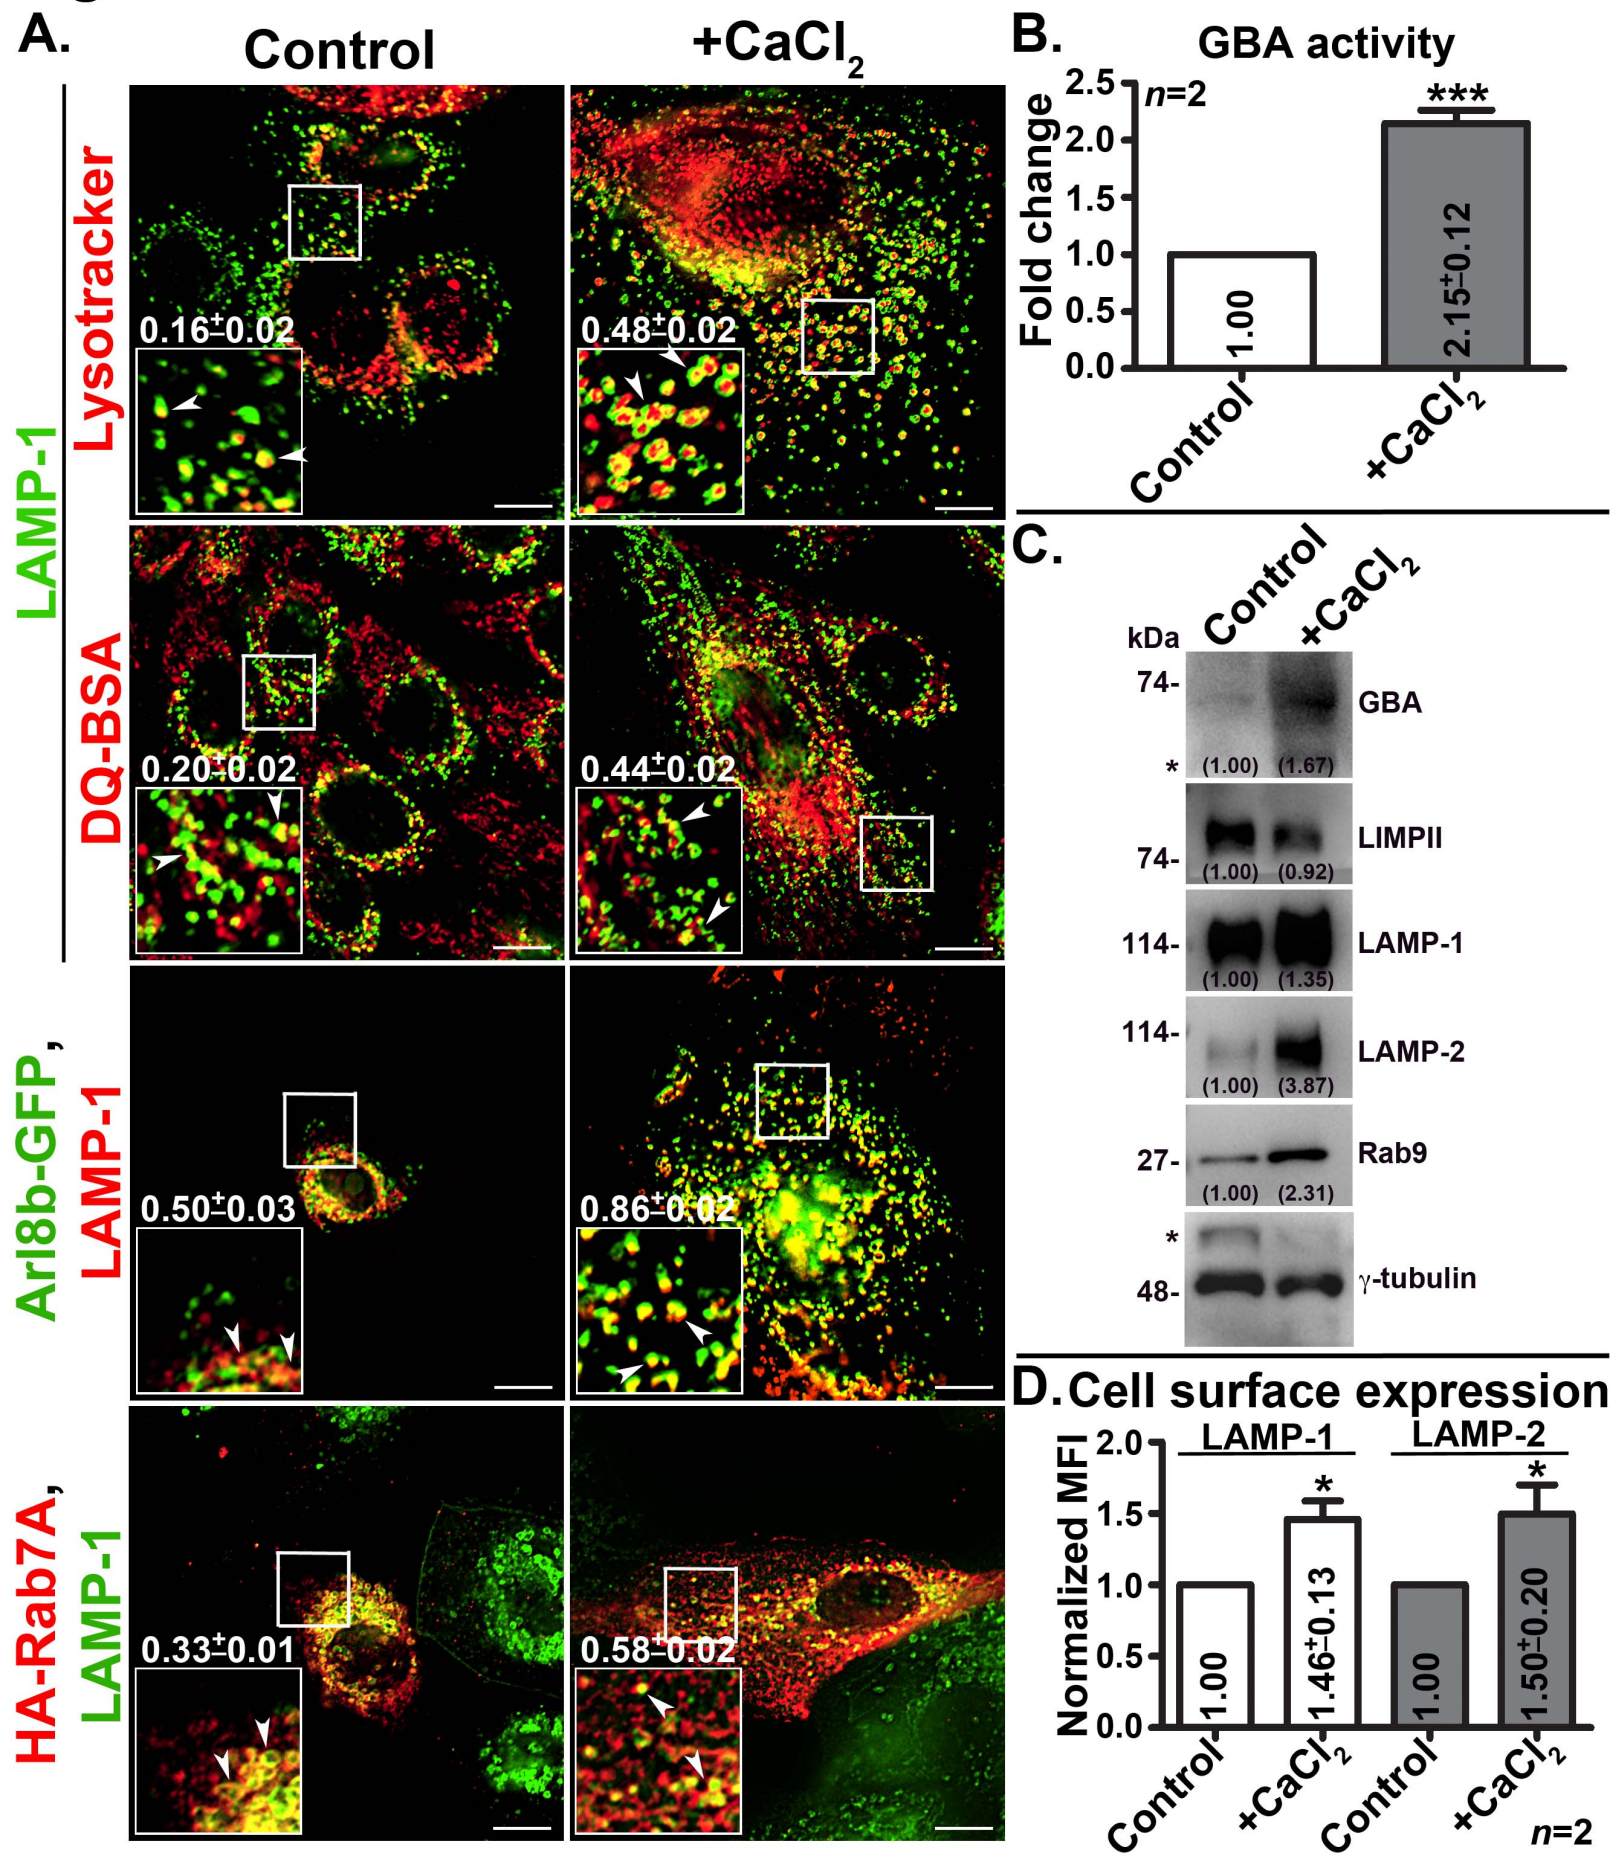 A.
Control
+CaCl2
LAMP-1
Lysotracker
0.16±0.02
0.48±0.02
DQ-BSA
0.20±0.02
0.44±0.02
Arl8b-GFP,
LAMP-1
0.50±0.03
0.86±0.02
HA-Rab7A,
LAMP-1
0.33±0.01
0.58±0.02
B.
GBA activity
Fold change
2.5
2.0
1.5
1.0
0.5
0.0
n=2
***
1.00
2.15±0.12
Control
+CaCl2
C.
Control
+CaCl2
kDa
74-
GBA
*
(1.00)
(1.67)
LIMPII
74-
(1.00)
(0.92)
114-
LAMP-1
(1.00)
(1.35)
114-
LAMP-2
(1.00)
(3.87)
27-
Rab9
(1.00)
(2.31)
*
48-
γ-tubulin
D.
Cell surface expression
Normalized MFI
2.0
1.5
1.0
0.5
0.0
LAMP-1
LAMP-2
*
*
1.00
1.46±0.13
1.00
1.50±0.20
Control
+CaCl2
Control
+CaCl2
n=2